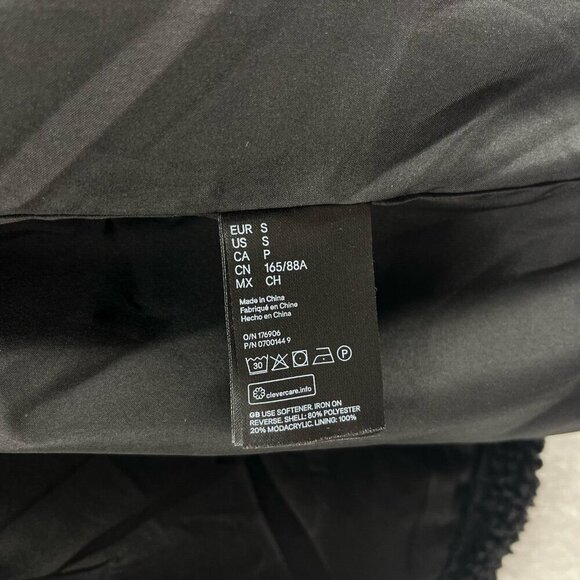 EUR S
US S
CA P
CN 165/88A
MX CH
Made in China
Fabriqué en Chine
Hecho en China
O/N 176906
P/N 0700144 9
30 P
clevercare.info
GB USE SOFTENER. IRON ON
REVERSE. SHELL: 80% POLYESTER
20% MODACRYLIC. LINING: 100%